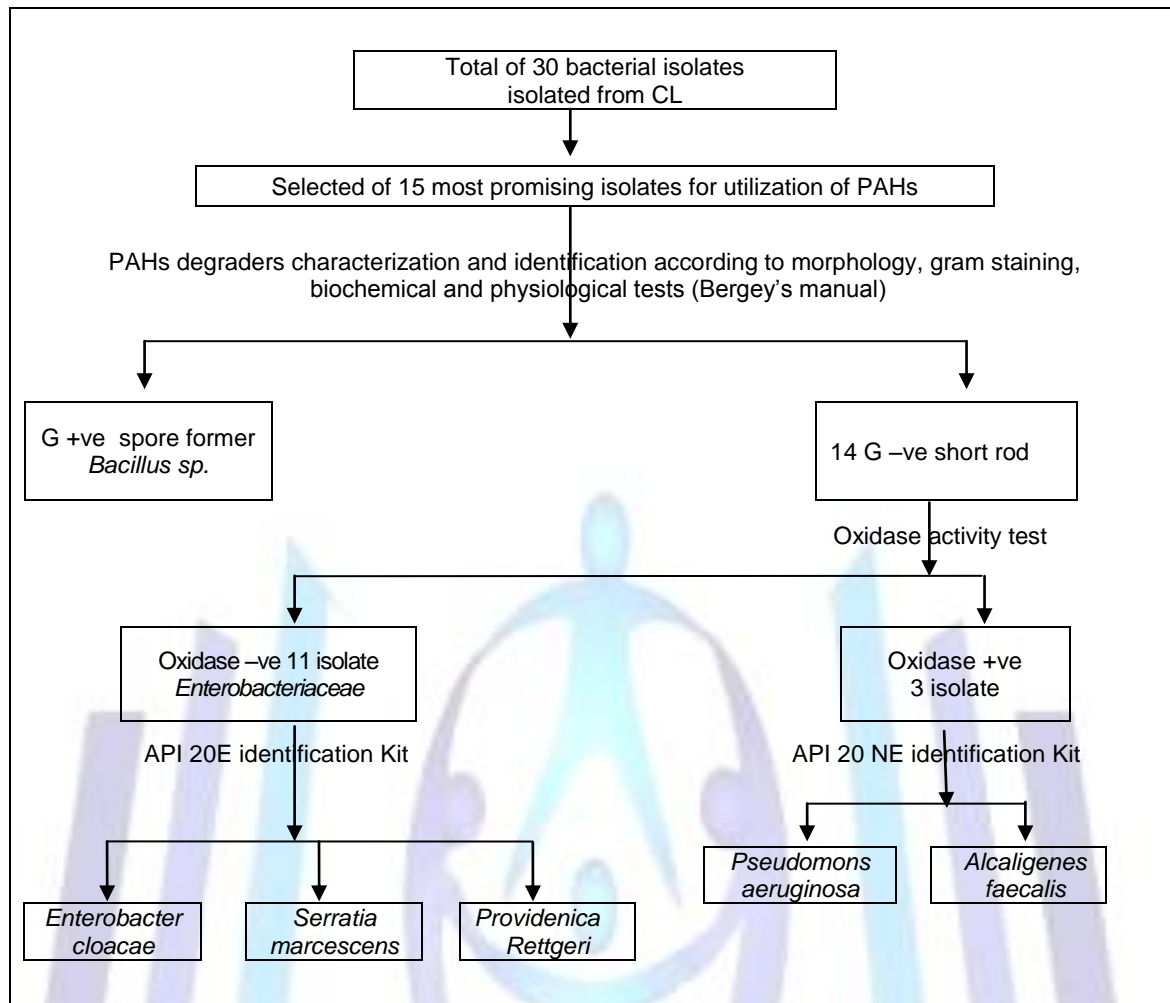 Total of 30 bacterial isolates
isolated from CL
Selected of 15 most promising isolates for utilization of PAHs
PAHs degraders characterization and identification according to morphology, gram staining,
biochemical and physiological tests (Bergey's manual)
G +ve spore former
Bacillus sp.
14 G –ve short rod
Oxidase activity test
Oxidase –ve 11 isolate
Enterobacteriaceae
Oxidase +ve
3 isolate
API 20E identification Kit
API 20 NE identification Kit
Pseudomons
aeruginosa
Alcaligenes
faecalis
Enterobacter
cloacae
Serratia
marcescens
Providenica
Rettgeri